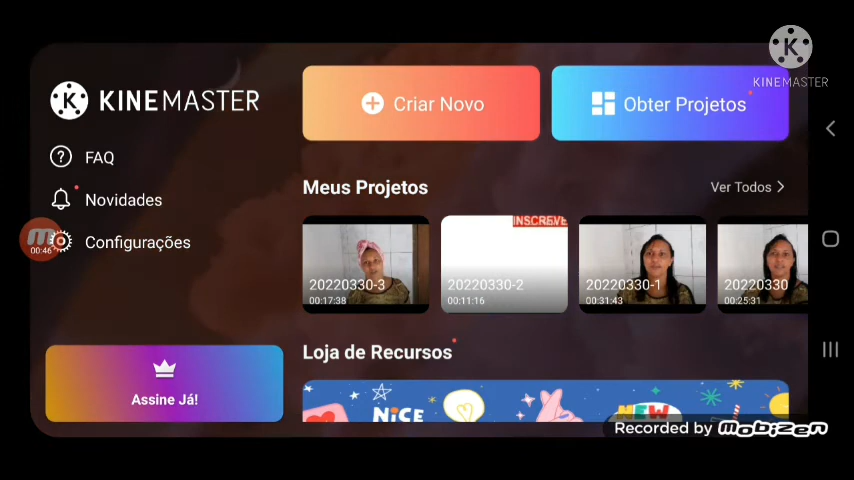 KINEMASTER
KINEMASTER
Criar Novo
Obter Projetos
FAQ
Novidades
Configurações
00:46
Meus Projetos
Ver Todos
INSCREVE
20220330-3
00:17:38
20220330-2
00:11:16
20220330-1
00:31:43
20220330
00:25:31
Loja de Recursos
Assine Já!
NiCE
NEW
Recorded by mobizen